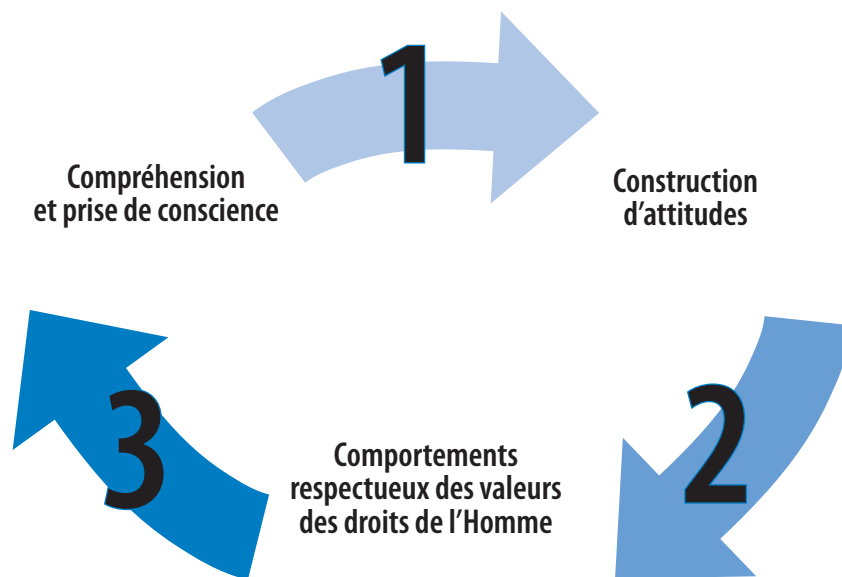 1
Compréhension
et prise de conscience
Construction
d’attitudes
2
3
Comportements
respectueux des valeurs
des droits de l’Homme